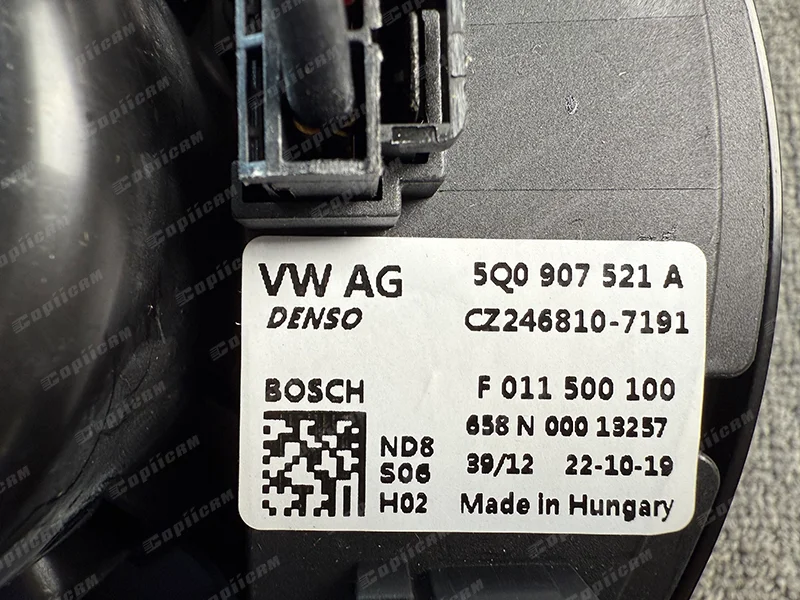 VW AG 5Q0 907 521 A
DENSO CZ246810-7191
BOSCH F 011 500 100
658 N 000 13257
ND8
S06 39/12 22-10-19
H02 Made in Hungary
CopiiCAM